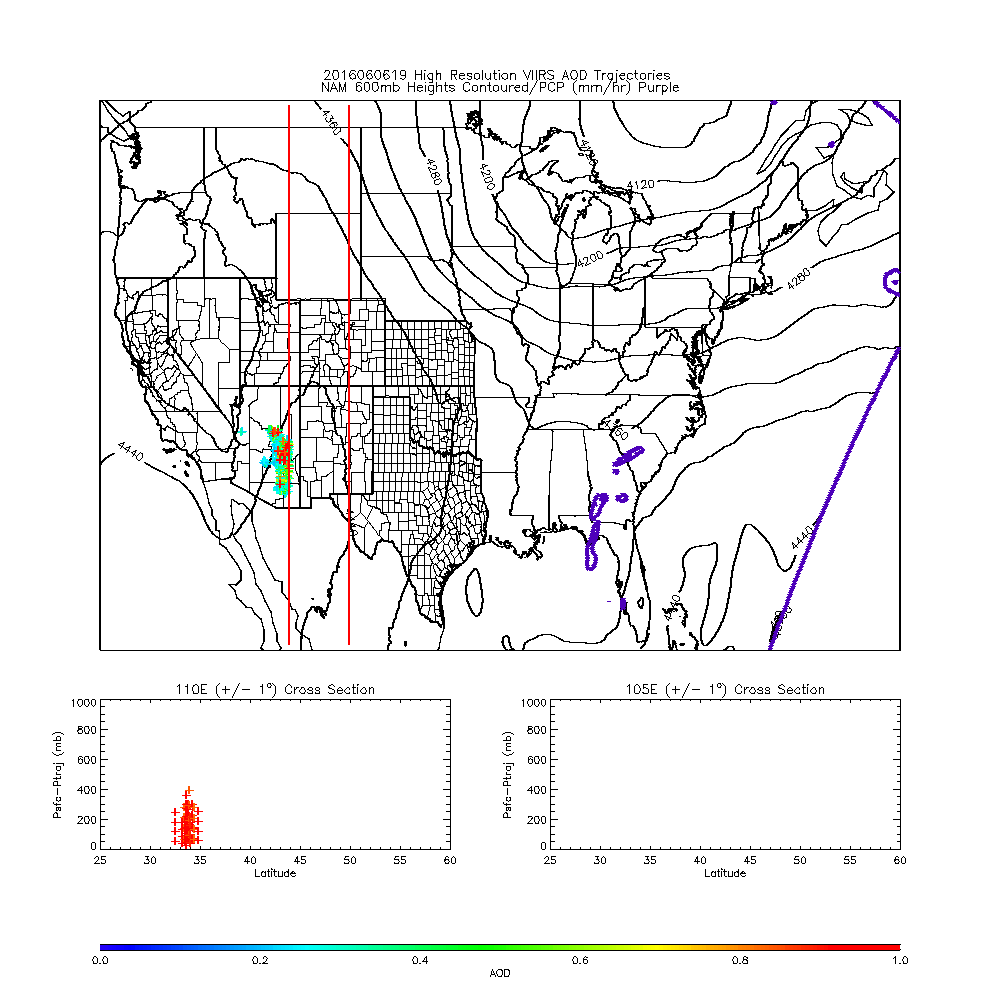 2016060619 High Resolution VIIRS AOD Trajectories
NAM 600mb Heights Contoured/PCP (mm/hr) Purple
4360
4280
4200
4120
4200
4280
4440
4440
110E (+/- 1°) Cross Section
105E (+/- 1°) Cross Section
Psfc-Ptraj (mb)
1000
800
600
400
200
0
25 30 35 40 45 50 55 60
Latitude
Psfc-Ptraj (mb)
1000
800
600
400
200
0
25 30 35 40 45 50 55 60
Latitude
0.0 0.2 0.4 0.6 0.8 1.0
AOD